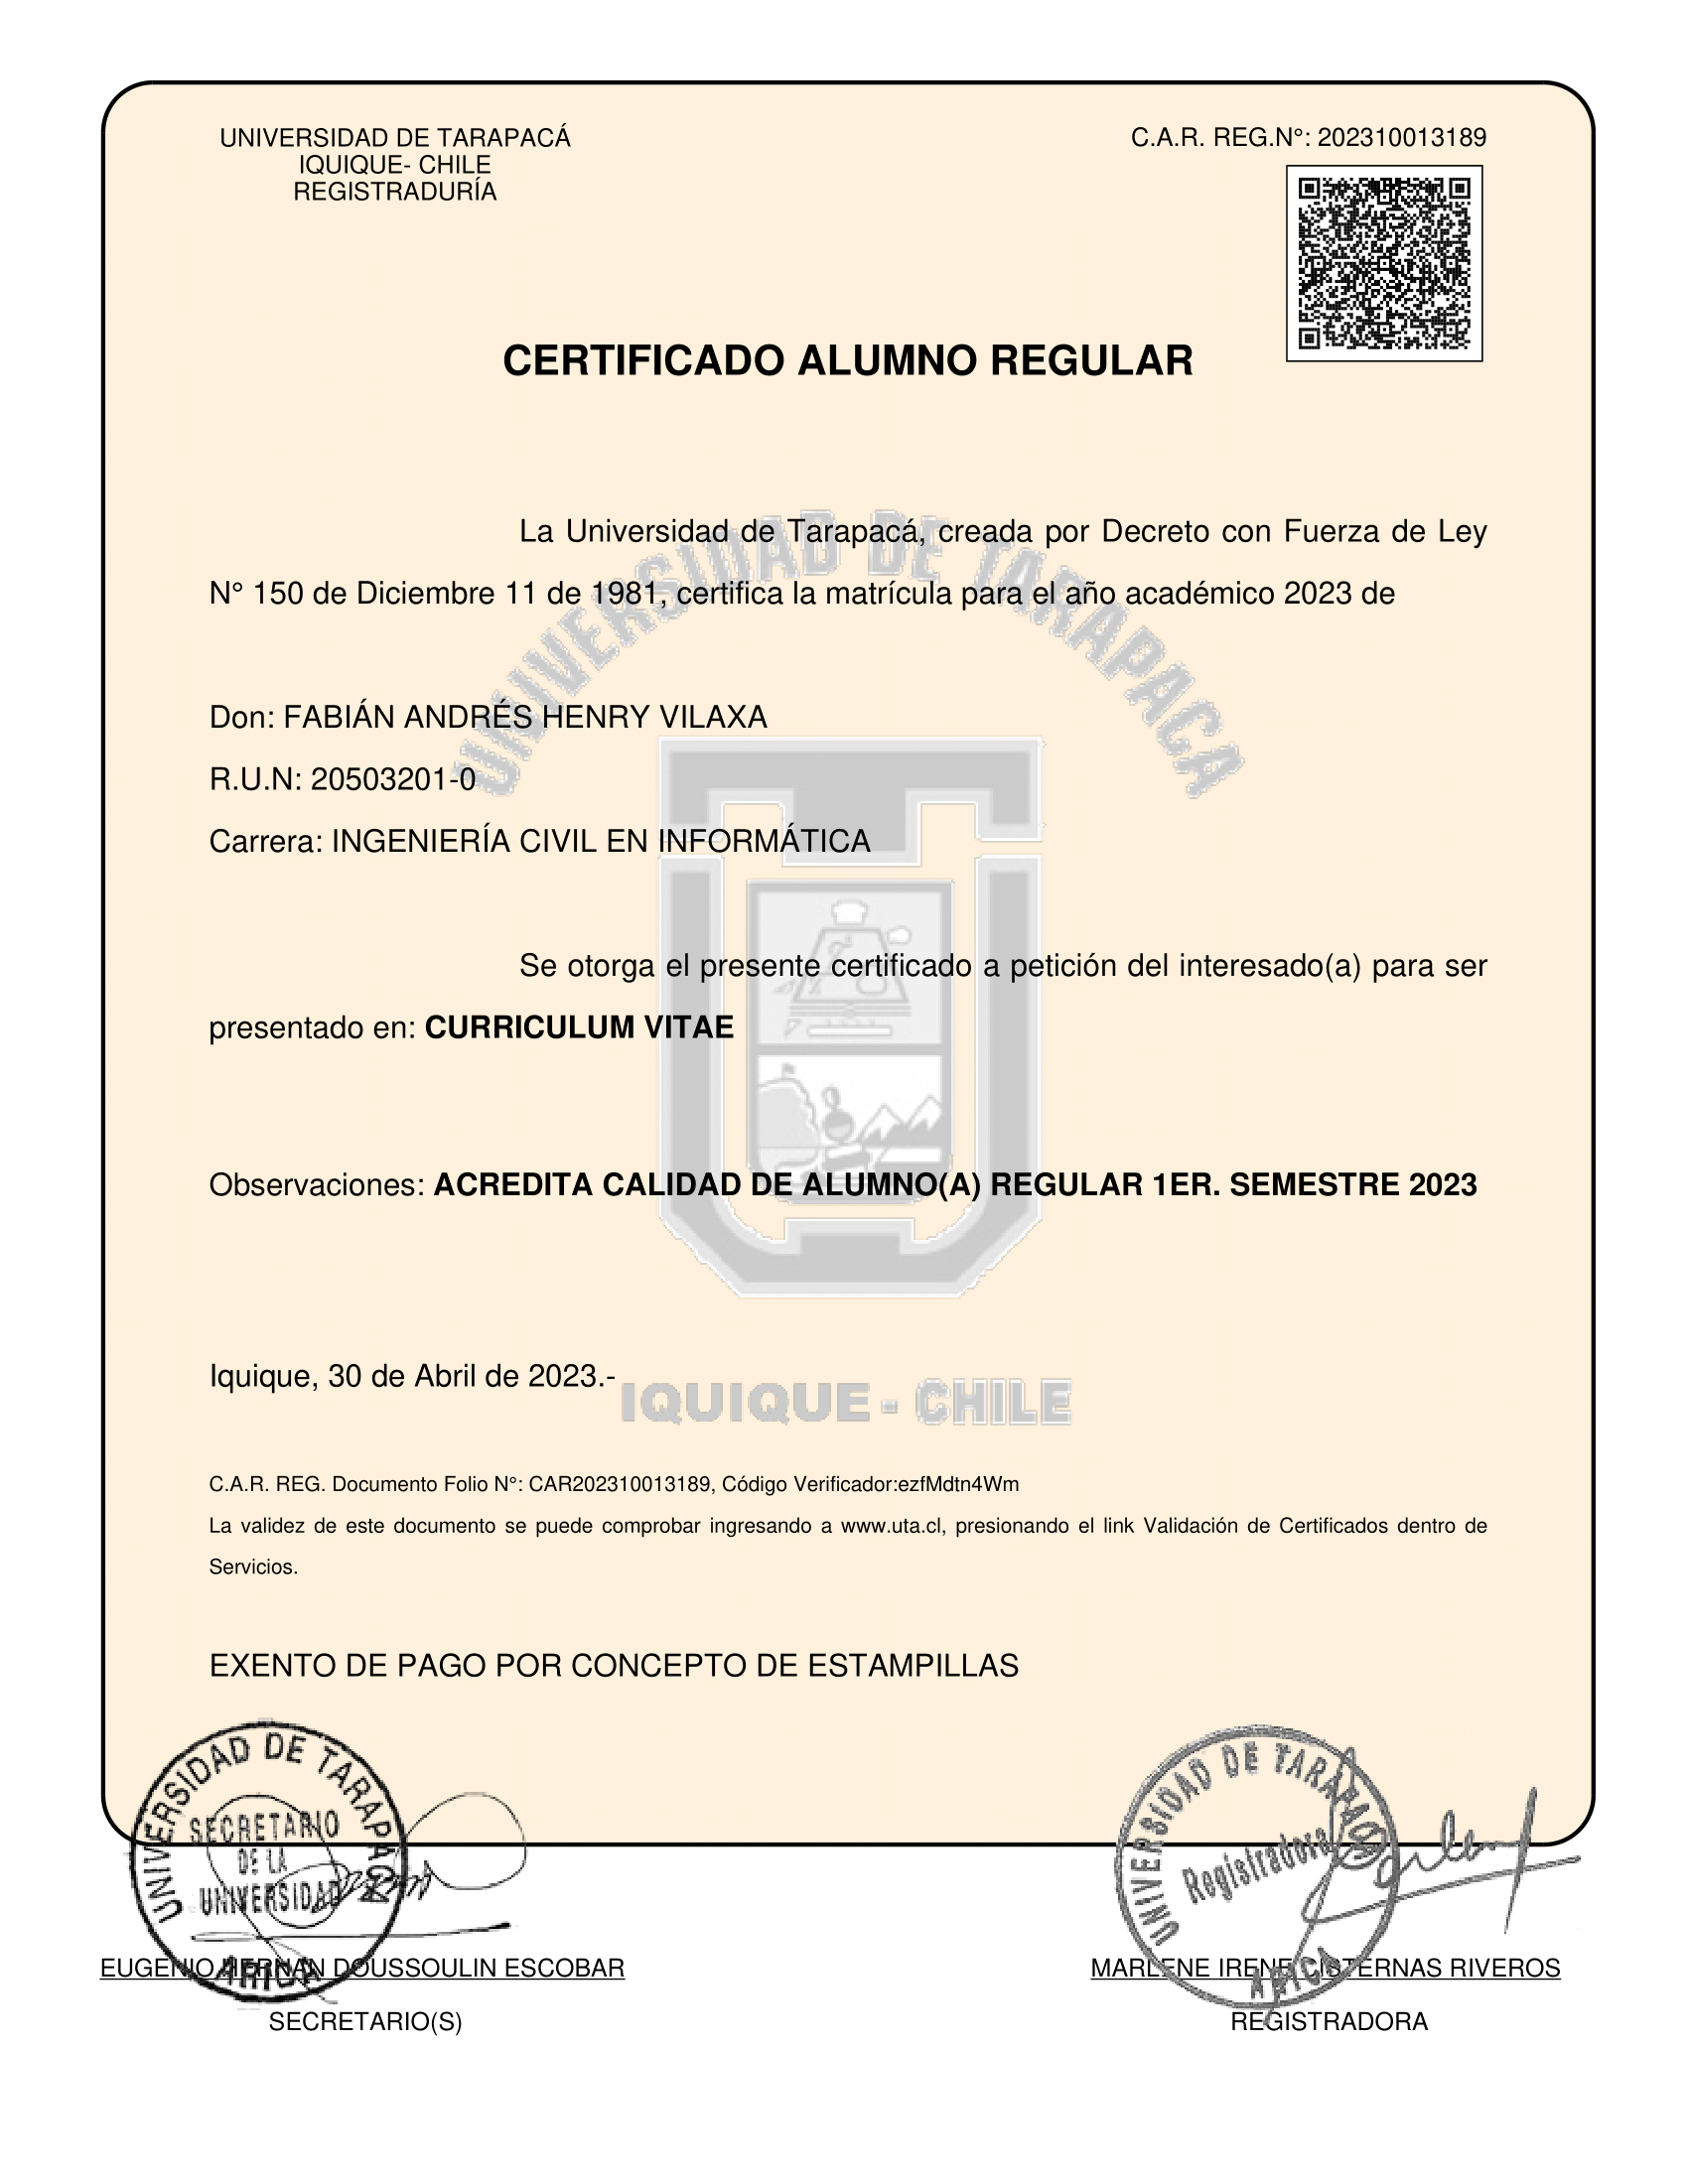 UNIVERSIDAD DE TARAPACÁ
IQUIQUE- CHILE
REGISTRADURÍA
C.A.R. REG.N°: 202310013189
CERTIFICADO ALUMNO REGULAR
La Universidad de Tarapacá, creada por Decreto con Fuerza de Ley
N° 150 de Diciembre 11 de 1981, certifica la matrícula para el año académico 2023 de
UNIVERSIDAD DE TARAPACA
Don: FABIÁN ANDRÉS HENRY VILAXA
R.U.N: 20503201-0
Carrera: INGENIERÍA CIVIL EN INFORMÁTICA
Se otorga el presente certificado a petición del interesado(a) para ser
presentado en: CURRICULUM VITAE
Observaciones: ACREDITA CALIDAD DE ALUMNO(A) REGULAR 1ER. SEMESTRE 2023
Iquique, 30 de Abril de 2023.-
IQUIQUE - CHILE
C.A.R. REG. Documento Folio N°: CAR202310013189, Código Verificador:ezfMdtn4Wm
La validez de este documento se puede comprobar ingresando a www.uta.cl, presionando el link Validación de Certificados dentro de
Servicios.
EXENTO DE PAGO POR CONCEPTO DE ESTAMPILLAS
UNIVERSIDAD DE TARAPACA
SECRETARIO
DE LA
UNIVERSIDAD
ARICA
EUGENIO HERNAN DOUSSOULIN ESCOBAR
SECRETARIO(S)
UNIVERSIDAD DE TARAPACA
Registradora
ARICA
MARLENE IRENE CISTERNAS RIVEROS
REGISTRADORA